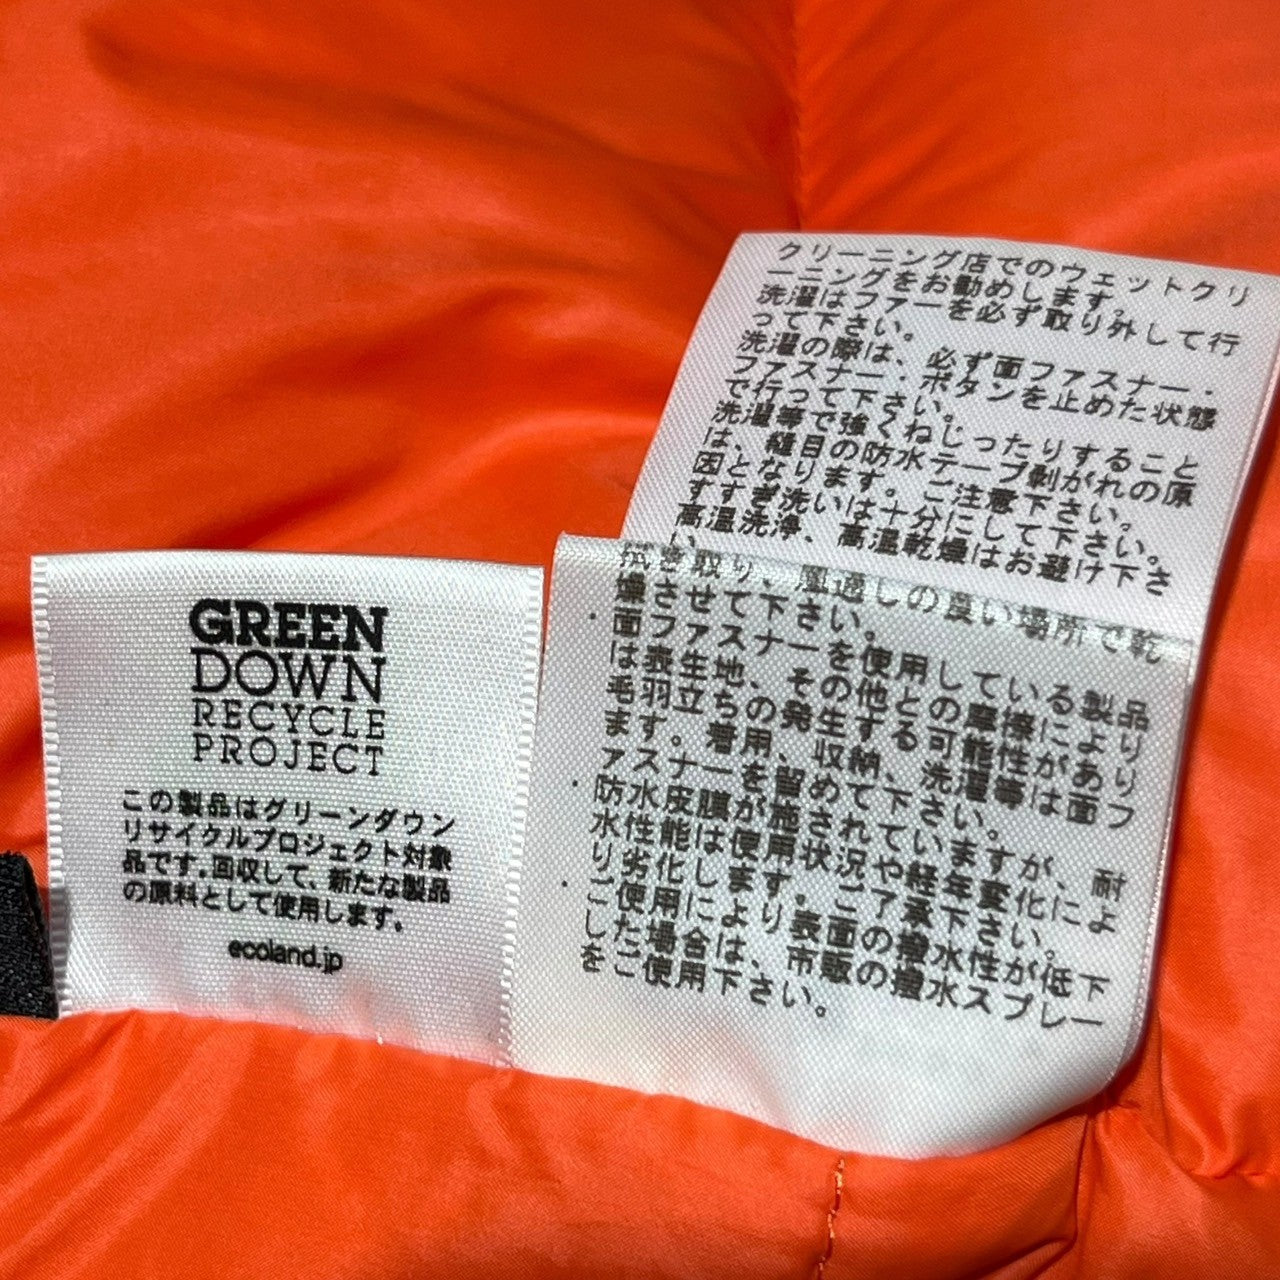 GREEN
DOWN
RECYCLE
PROJECT
この製品はグリーンダウン
リサイクルプロジェクト対象
品です.回収して、新たな製品
の原料として使用します。
ecoland.jp
クリーニング店でのウェットクリ
ーニングをお勧めします。
洗濯はファーを必ず取り外して行
って下さい。
洗濯の際は、必ず面ファスナー・
ファスナー・ボタンを止めた状態
で行って下さい。
洗濯等で強くねじったりすること
は、縫目の防水テープ剥がれの原
因となります。ご注意下さい。
すすぎ洗いは十分にして下さい。
高温洗浄、高温乾燥はお避け下さ
い。
拭き取り、風通しの良い場所で乾
燥させて下さい。
・面ファスナーを使用している製品
は表生地、その他との摩擦により
毛羽立ちの発生する可能性があり
ます。着用、収納、洗濯等は面フ
ァスナーを留めて下さい。
・防水皮膜が施されていますが、耐
水性能は使用状況や経年変化によ
り劣化します。ご了承下さい。
・ご使用により表面の撥水性が低下
した場合は、市販の撥水スプレー
をご使用下さい。